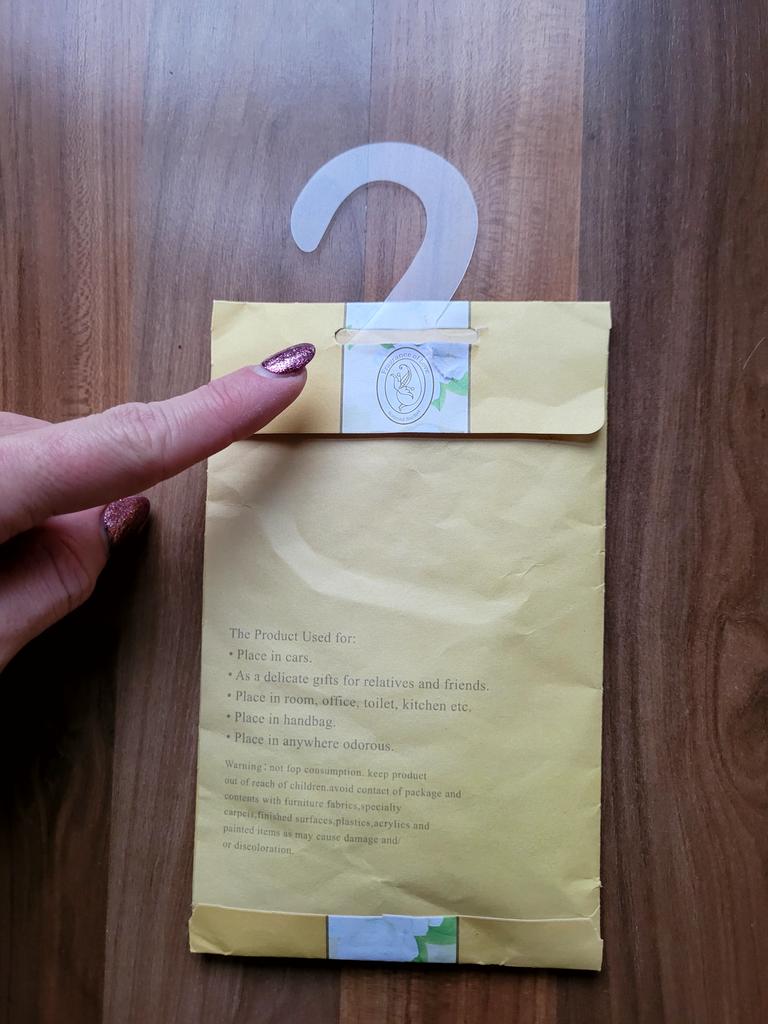 Fragrance of Love
The Product Used for:
• Place in cars.
• As a delicate gifts for relatives and friends.
• Place in room, office, toilet, kitchen etc.
• Place in handbag.
• Place in anywhere odorous.
Warning: not fop consumption. keep product
out of reach of children.avoid contact of package and
contents with furniture fabrics,specialty
carpets,finished surfaces,plastics,acrylics and
painted items as may cause damage and/
or discoloration.